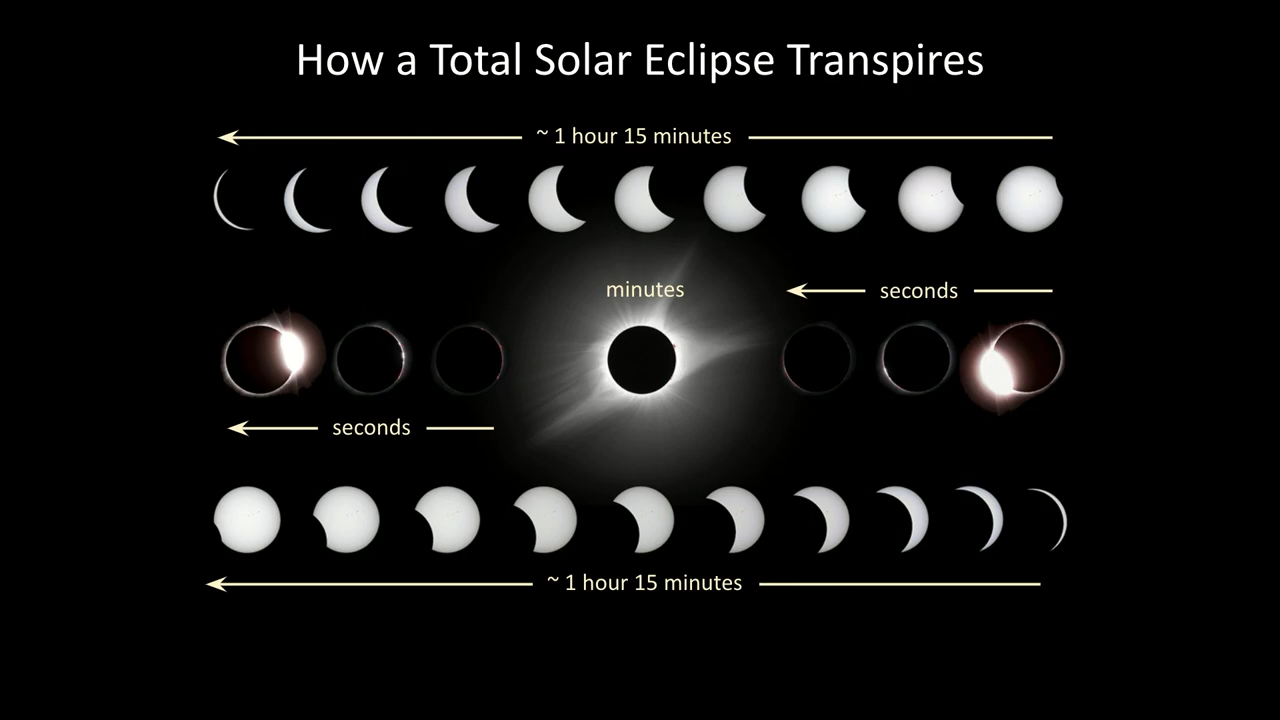 How a Total Solar Eclipse Transpires
~ 1 hour 15 minutes
minutes
seconds
seconds
~ 1 hour 15 minutes